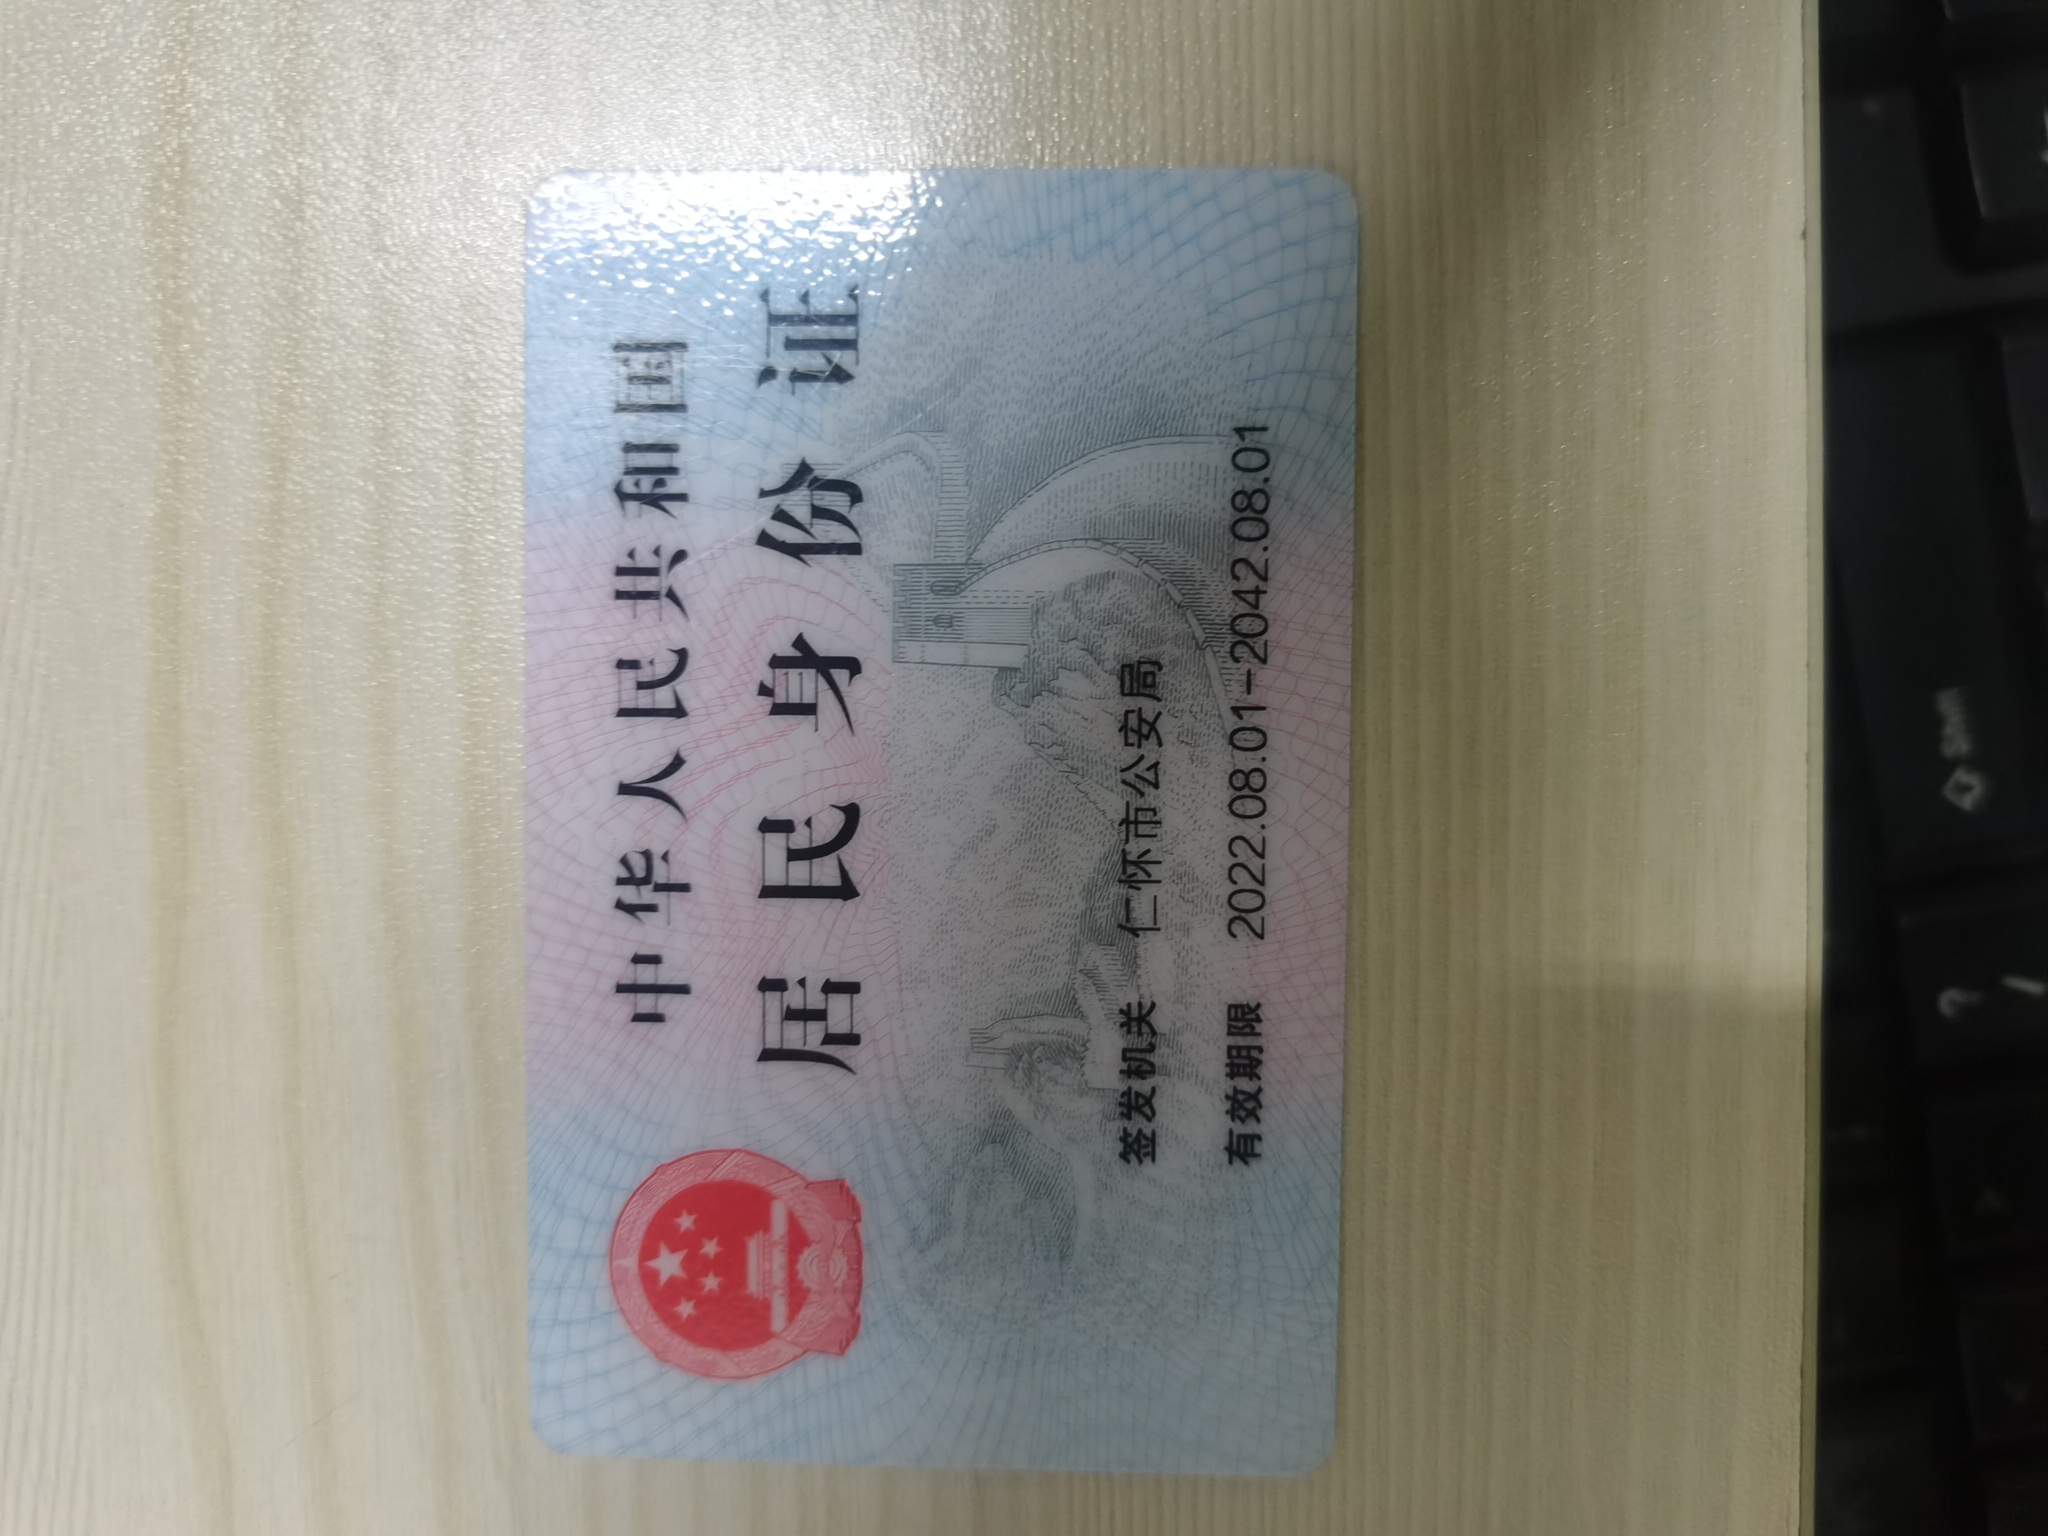 中华人民共和国
居民身份证
签发机关 仁怀市公安局
有效期限 2022.08.01-2042.08.01
Shift
?
/